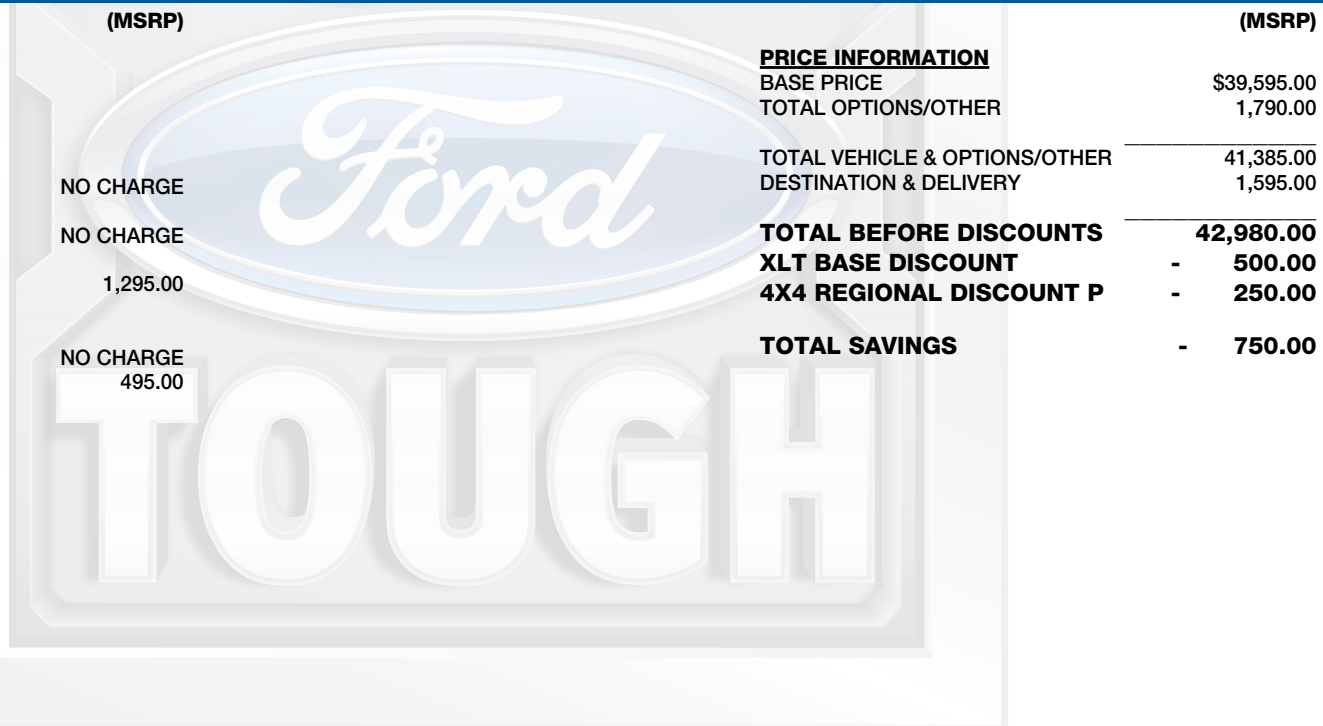 (MSRP)
NO CHARGE
NO CHARGE
1,295.00
NO CHARGE
495.00
Ford
TOUGH
(MSRP)
PRICE INFORMATION
BASE PRICE $39,595.00
TOTAL OPTIONS/OTHER 1,790.00
TOTAL VEHICLE & OPTIONS/OTHER 41,385.00
DESTINATION & DELIVERY 1,595.00
TOTAL BEFORE DISCOUNTS 42,980.00
XLT BASE DISCOUNT - 500.00
4X4 REGIONAL DISCOUNT P - 250.00
TOTAL SAVINGS - 750.00